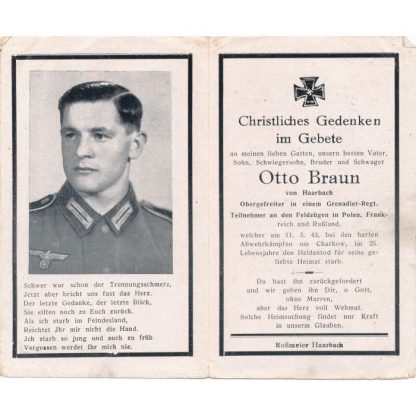 Schwer war schon der Trennungsschmerz,
Jetzt aber bricht uns fast das Herz.
Der letzte Gedanke, der letzte Blick,
Sie eilten noch zu Euch zurück.
Als ich starb im Feindesland,
Reichtet Jhr mir nicht die Hand.
Jch starb so jung und auch zu früh
Vergessen werdet Jhr mich nie.
Christliches Gedenken
im Gebete
an meinen lieben Gatten, unsern besten Vater,
Sohn, Schwiegersohn, Bruder und Schwager
Otto Braun
von Haarbach
Obergefreiter in einem Grenadier-Regt.
Teilnehmer an den Feldzügen in Polen, Frank-
reich und Rußland,
welcher am 11. 3. 43, bei den harten
Abwehrkämpfen um Charkow, im 25.
Lebensjahre den Heldentod für seine ge-
liebte Heimat starb.
Du hast ihn zurückgefordert
und wir geben ihn Dir, o Gott,
ohne Murren,
aber das Herz voll Wehmut.
Solche Heimsuchung findet nur Kraft
in unserm Glauben.
Roßmeier Haarbach